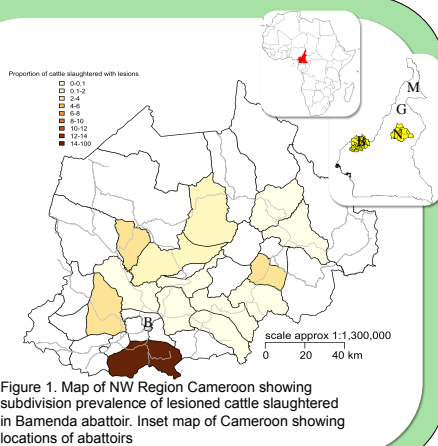 Proportion of cattle slaughtered with lesions
0-0.1
0.1-2
2-4
4-6
6-8
8-10
10-12
12-14
14-100
M
G
B
N
B
scale approx 1:1,300,000
0 20 40 km
Figure 1. Map of NW Region Cameroon showing
subdivision prevalence of lesioned cattle slaughtered
in Bamenda abattoir. Inset map of Cameroon showing
locations of abattoirs